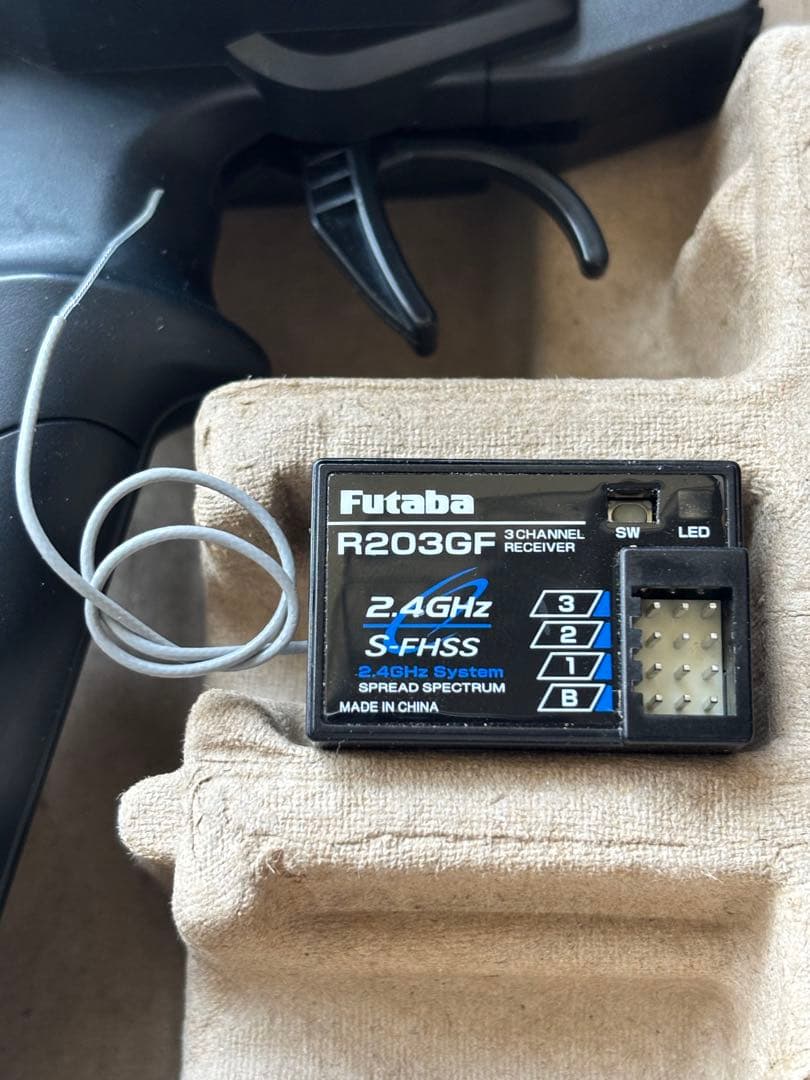 Futaba
R203GF 3 CHANNEL
RECEIVER
SW LED
2.4GHz
S-FHSS
2.4GHz System
SPREAD SPECTRUM
MADE IN CHINA
3
2
1
B